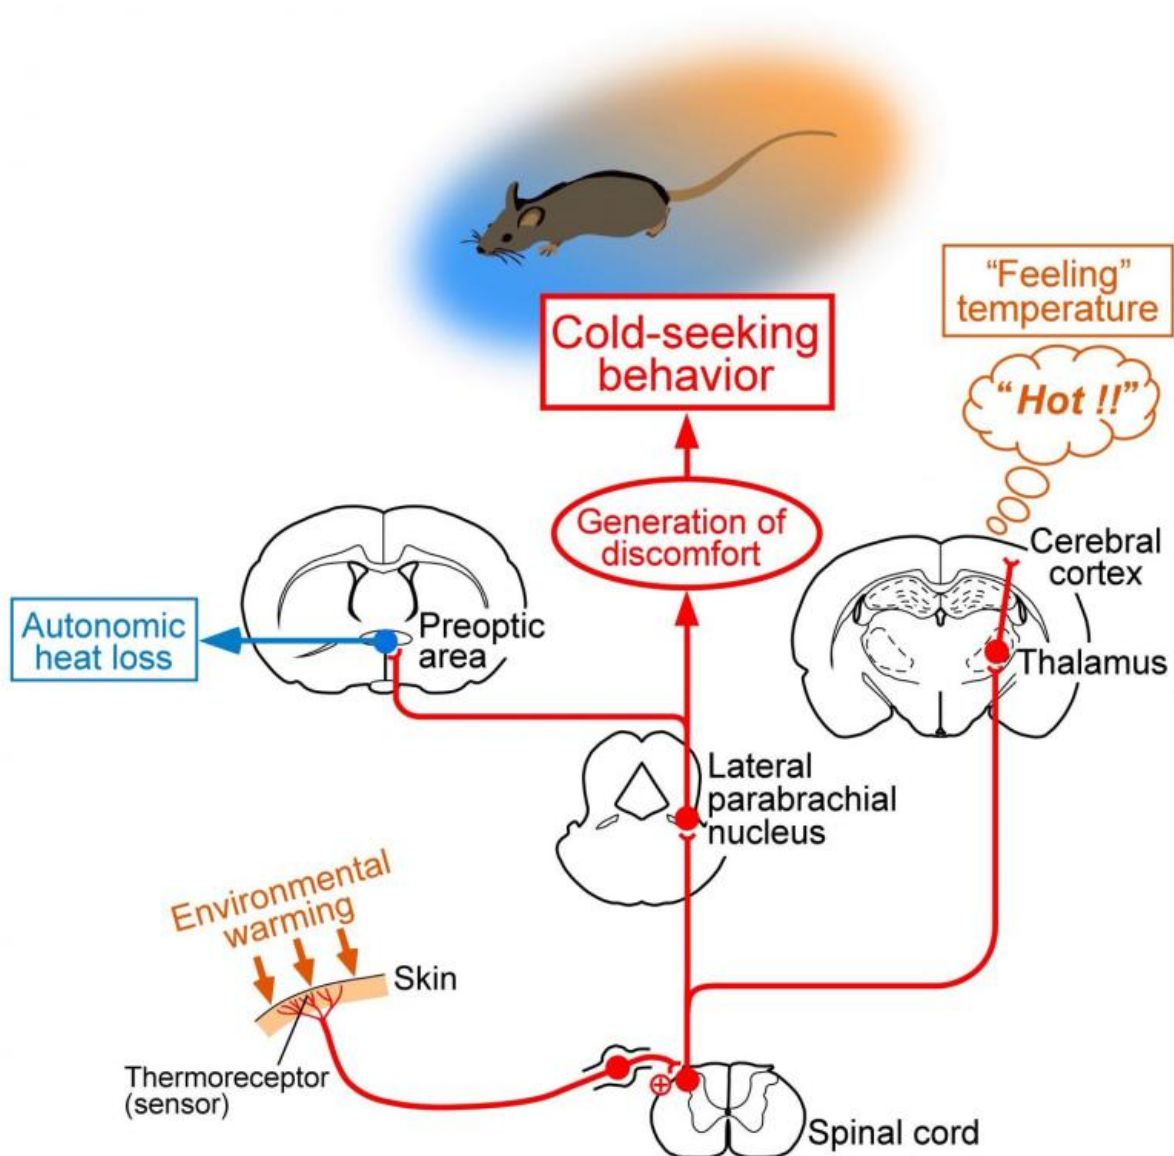 “Feeling”
temperature
Cold-seeking
behavior
“Hot !!”
Generation of
discomfort
Cerebral
cortex
Autonomic
heat loss
Preoptic
area
Thalamus
Lateral
parabrachial
nucleus
Environmental
warming
Skin
Thermoreceptor
(sensor)
+
Spinal cord